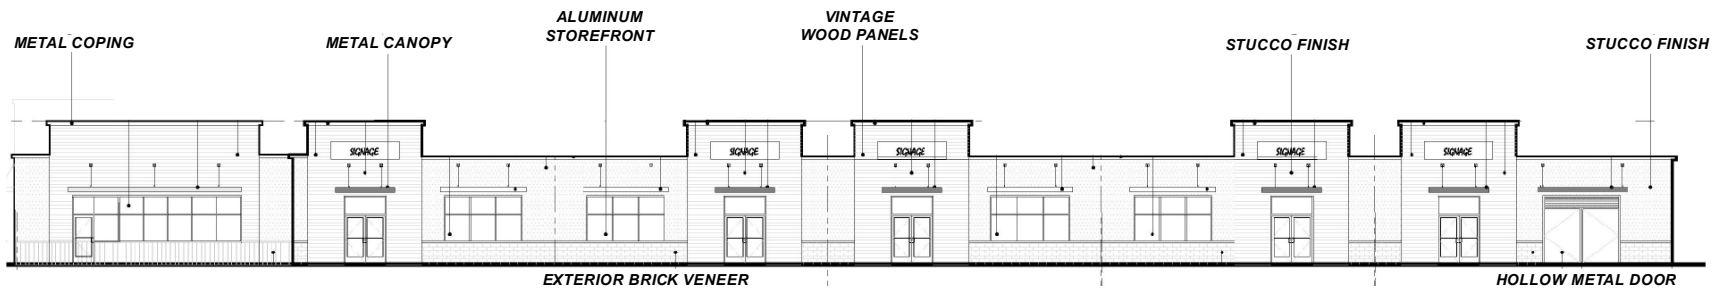 ALUMINUM
STOREFRONT
VINTAGE
WOOD PANELS
METAL COPING
METAL CANOPY
STUCCO FINISH
STUCCO FINISH
SIGNAGE
SIGNAGE
SIGNAGE
SIGNAGE
SIGNAGE
EXTERIOR BRICK VENEER
HOLLOW METAL DOOR